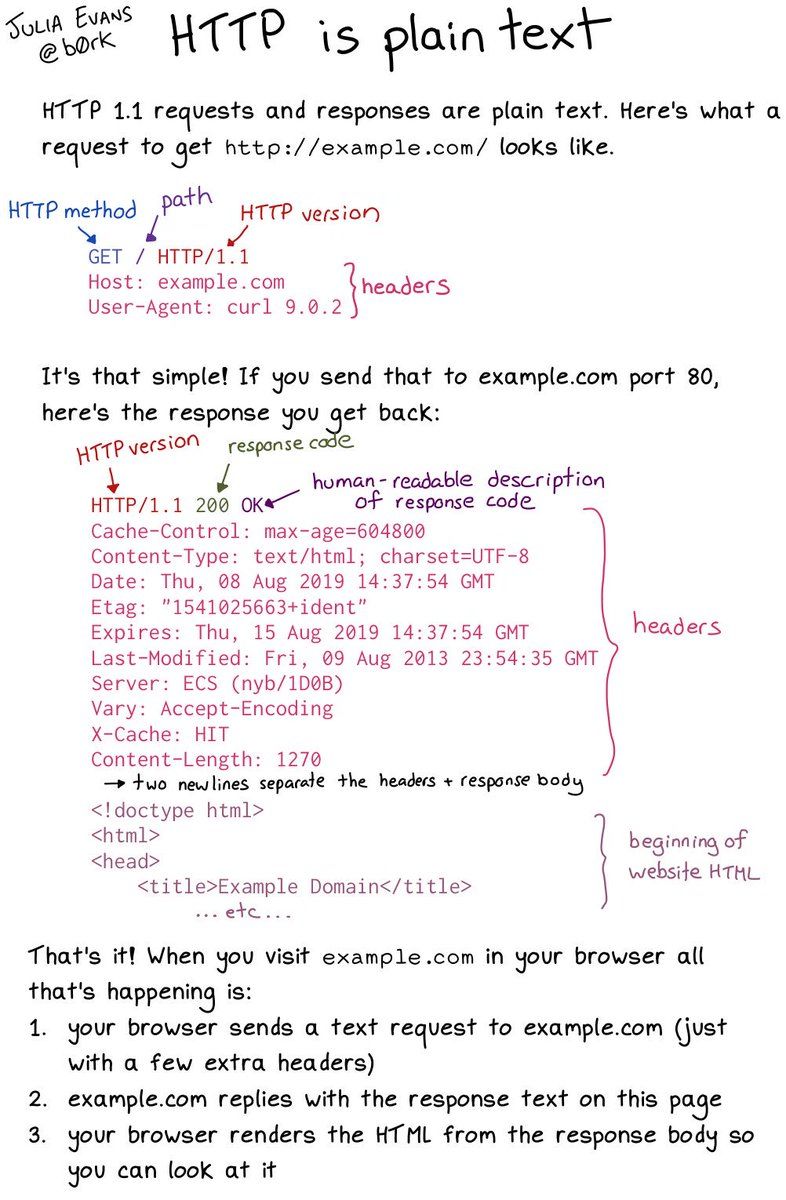 JULIA EVANS
@b0rk
HTTP is plain text
HTTP 1.1 requests and responses are plain text. Here's what a
request to get http://example.com/ looks like.
HTTP method
path
HTTP version
GET / HTTP/1.1
Host: example.com
User-Agent: curl 9.0.2
headers
It's that simple! If you send that to example.com port 80,
here's the response you get back:
HTTP version
response code
human-readable description
of response code
HTTP/1.1 200 OK
Cache-Control: max-age=604800
Content-Type: text/html; charset=UTF-8
Date: Thu, 08 Aug 2019 14:37:54 GMT
Etag: "1541025663+ident"
Expires: Thu, 15 Aug 2019 14:37:54 GMT
Last-Modified: Fri, 09 Aug 2013 23:54:35 GMT
Server: ECS (nyb/1D0B)
Vary: Accept-Encoding
X-Cache: HIT
Content-Length: 1270
headers
→ two newlines separate the headers + response body
<!doctype html>
<html>
<head>
<title>Example Domain</title>
... etc...
beginning of
website HTML
That's it! When you visit example.com in your browser all
that's happening is:
1. your browser sends a text request to example.com (just
with a few extra headers)
2. example.com replies with the response text on this page
3. your browser renders the HTML from the response body so
you can look at it